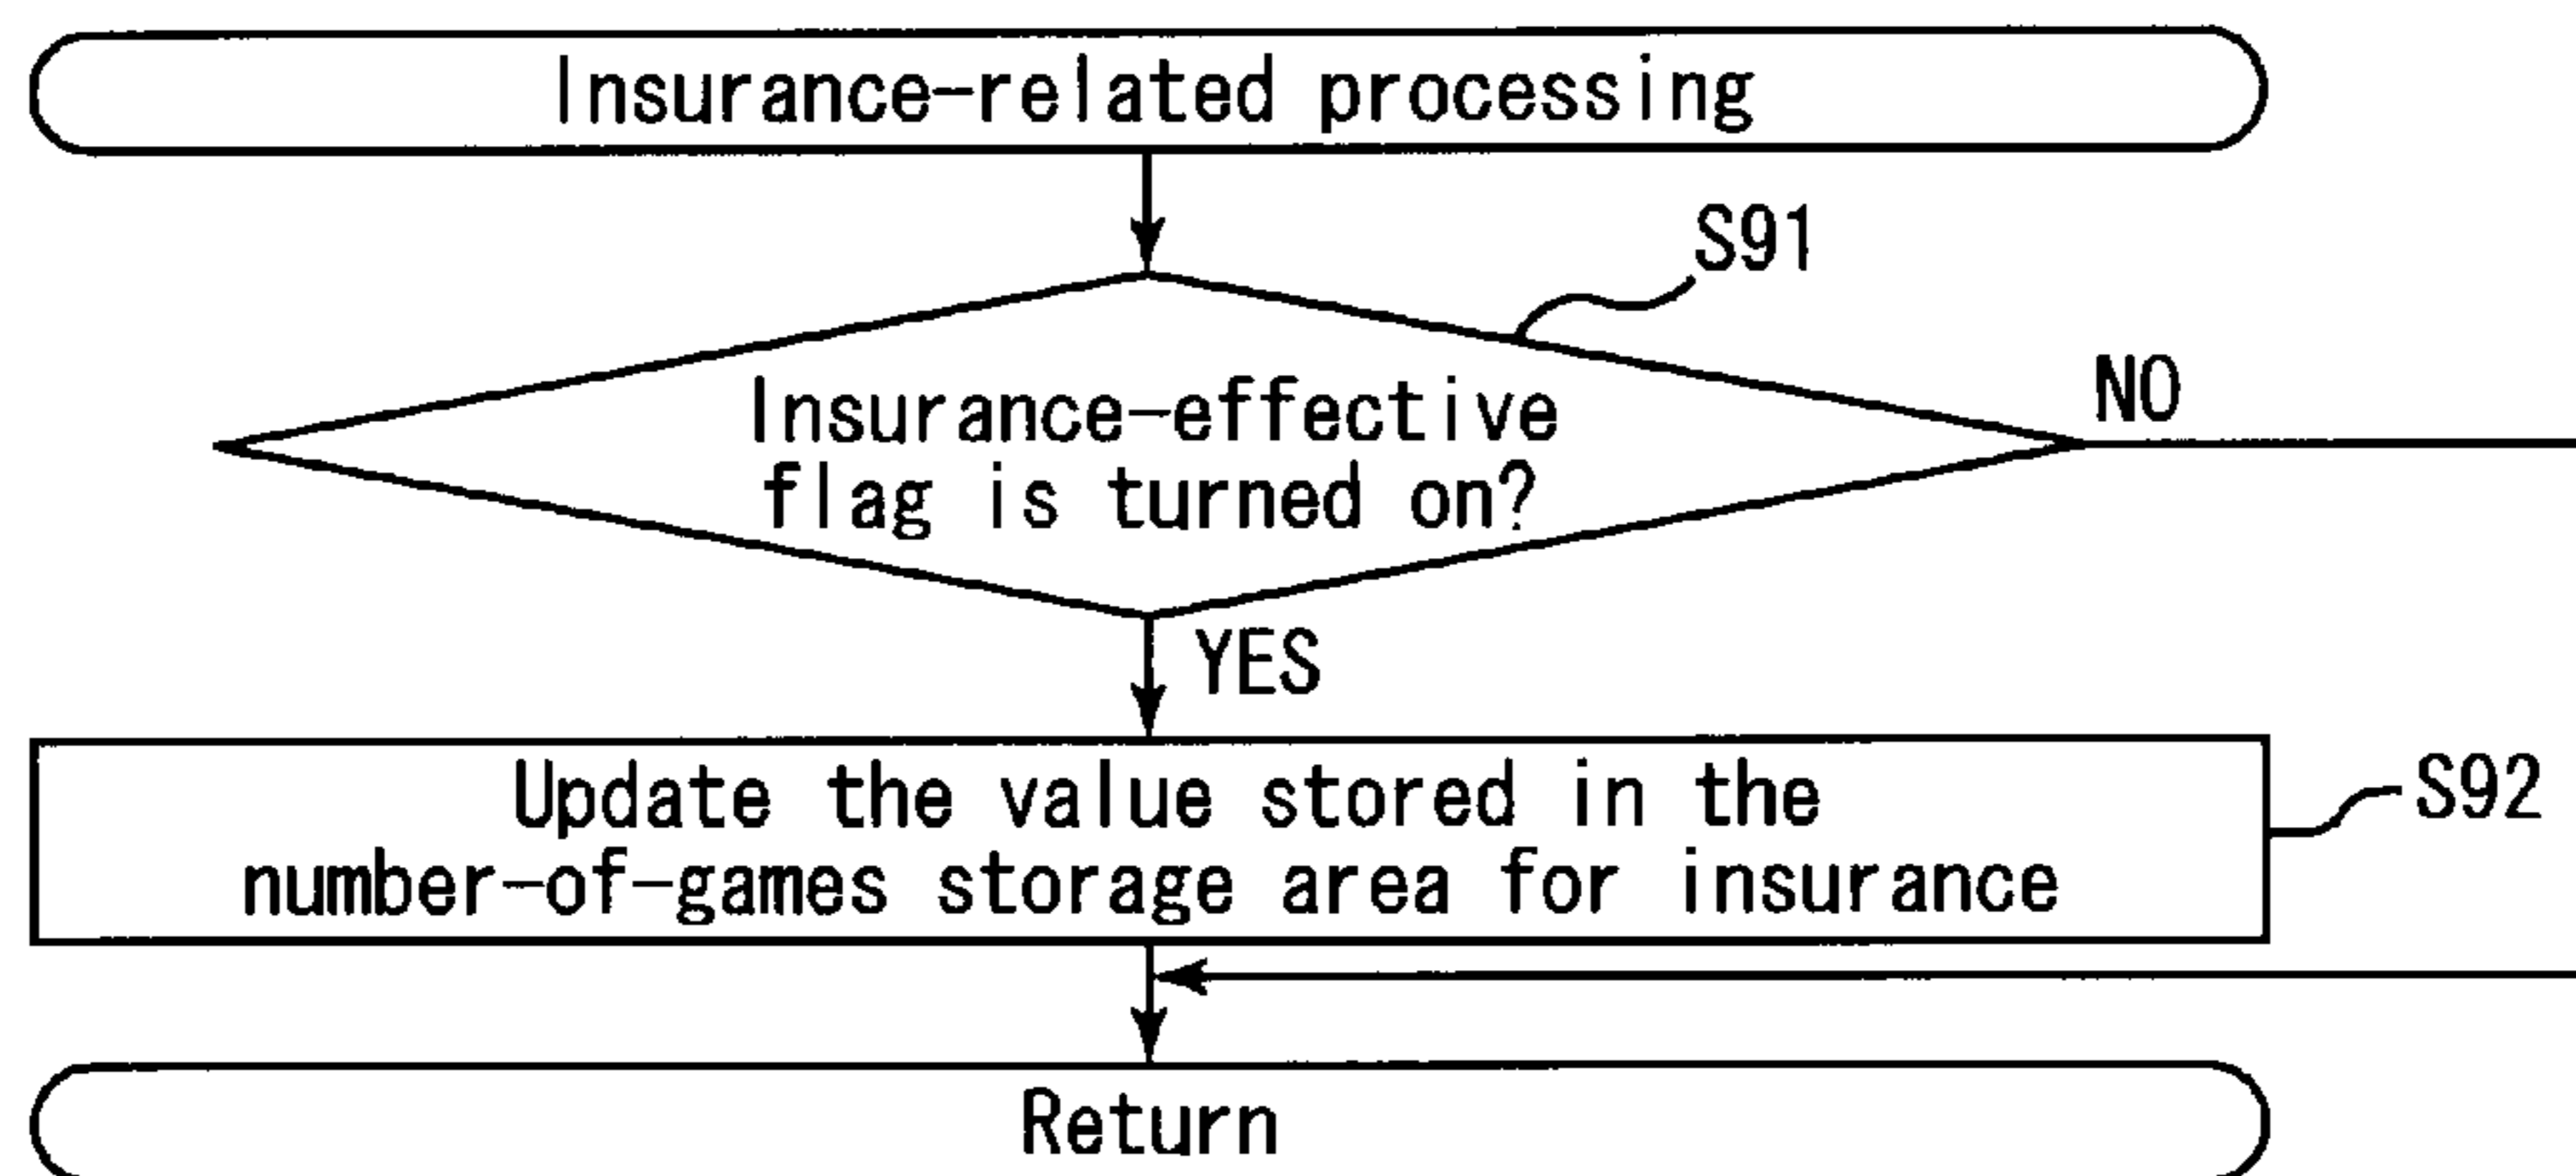 Insurance-related processing
S91
Insurance-effective
flag is turned on?
NO
YES
Update the value stored in the
number-of-games storage area for insurance
S92
Return